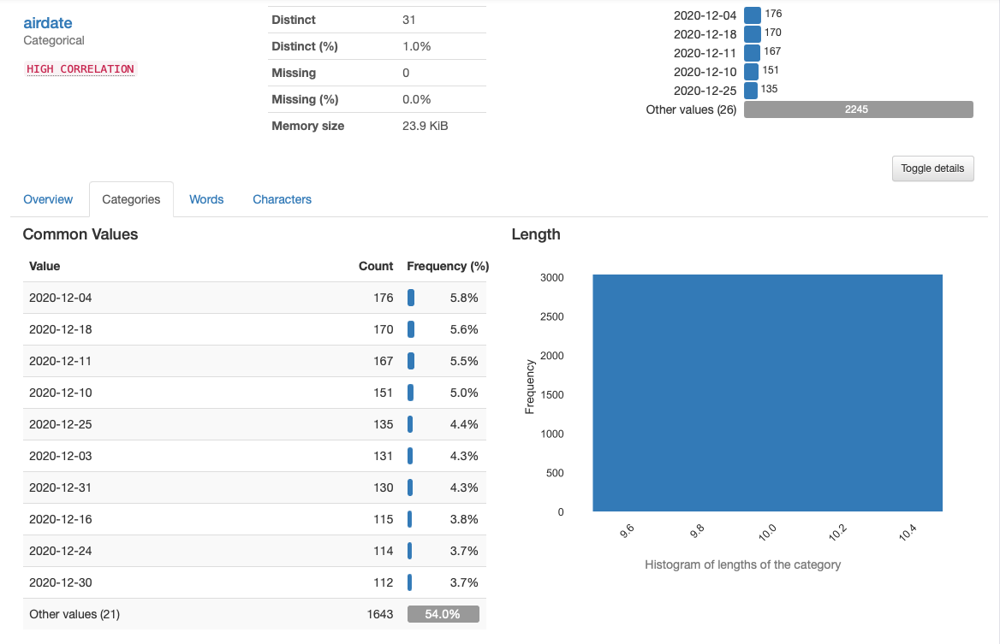 airdate
Categorical
HIGH CORRELATION
Distinct 31
Distinct (%) 1.0%
Missing 0
Missing (%) 0.0%
Memory size 23.9 KiB
2020-12-04 176
2020-12-18 170
2020-12-11 167
2020-12-10 151
2020-12-25 135
Other values (26) 2245
Toggle details
Overview Categories Words Characters
Common Values
Value Count Frequency (%)
2020-12-04 176 5.8%
2020-12-18 170 5.6%
2020-12-11 167 5.5%
2020-12-10 151 5.0%
2020-12-25 135 4.4%
2020-12-03 131 4.3%
2020-12-31 130 4.3%
2020-12-16 115 3.8%
2020-12-24 114 3.7%
2020-12-30 112 3.7%
Other values (21) 1643 54.0%
Length
3000
2500
2000
1500
1000
500
0
Frequency
9.6 9.8 10.0 10.2 10.4
Histogram of lengths of the category